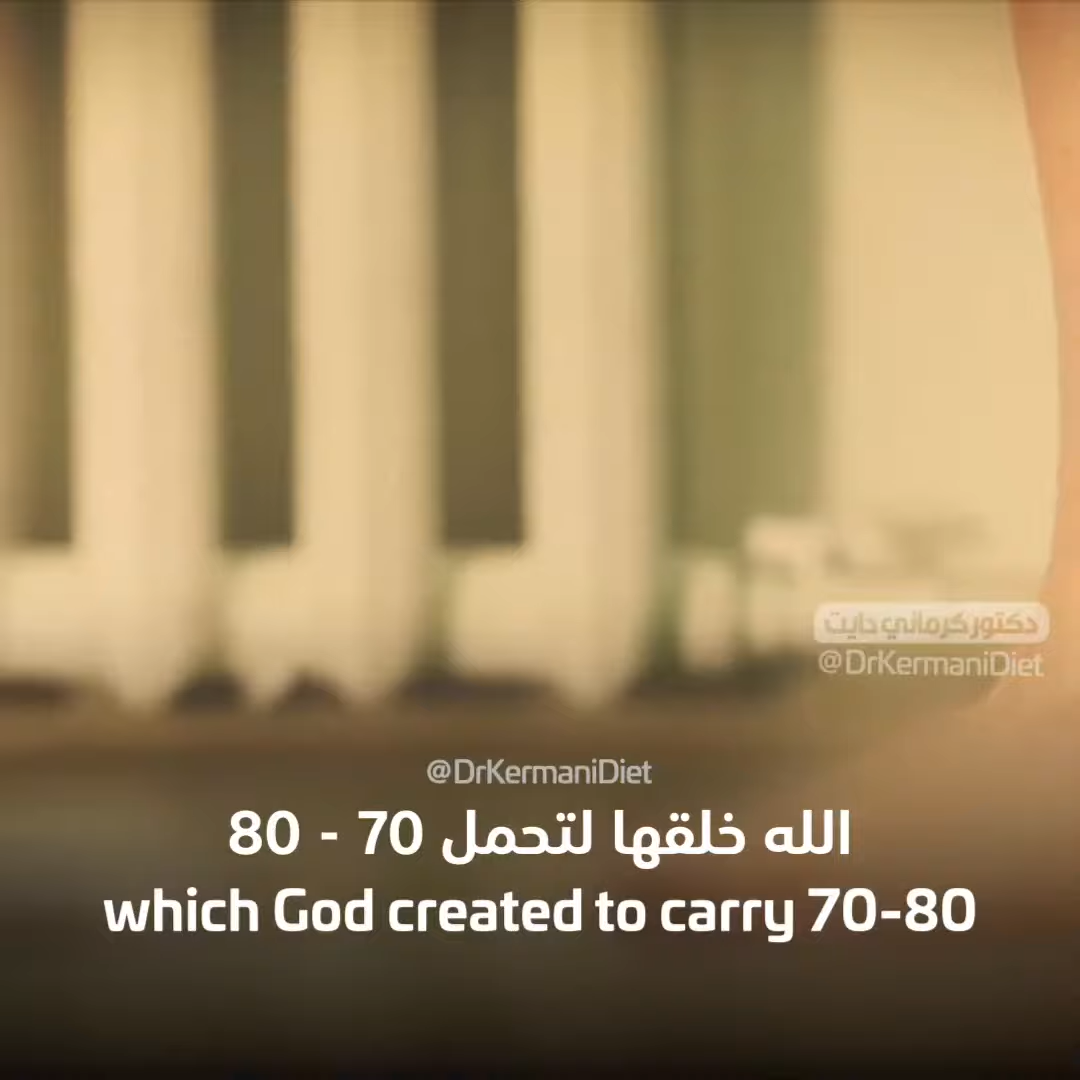 دكتور كرماني دايت
@DrKermaniDiet
@DrKermaniDiet
الله خلقها لتحمل 70 - 80
which God created to carry 70-80